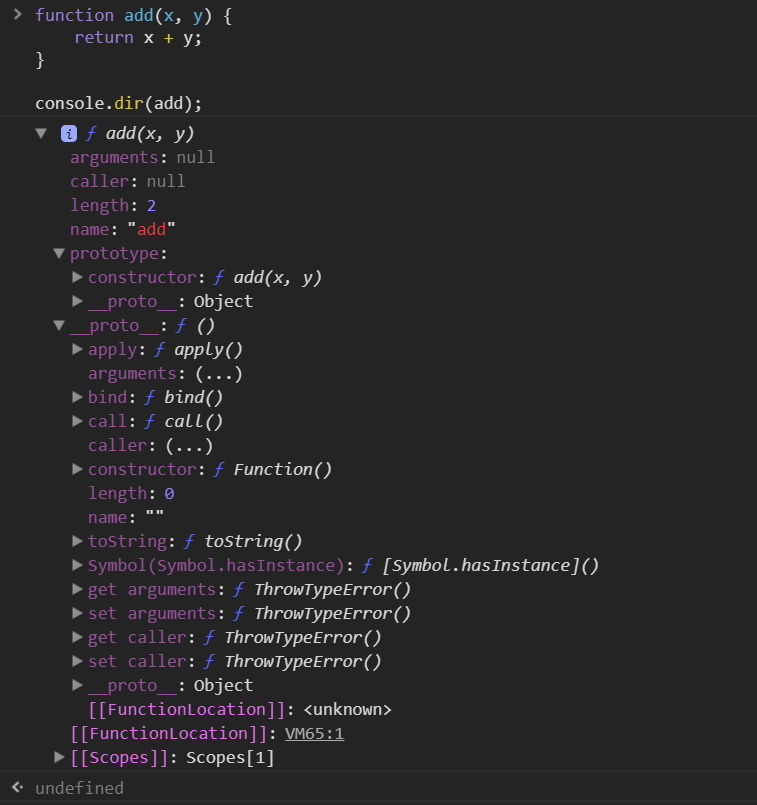 function add(x, y) {
    return x + y;
}
console.dir(add);
i ƒ add(x, y)
arguments: null
caller: null
length: 2
name: "add"
prototype:
constructor: ƒ add(x, y)
__proto__: Object
__proto__: ƒ ()
apply: ƒ apply()
arguments: (...)
bind: ƒ bind()
call: ƒ call()
caller: (...)
constructor: ƒ Function()
length: 0
name: ""
toString: ƒ toString()
Symbol(Symbol.hasInstance): ƒ [Symbol.hasInstance]()
get arguments: ƒ ThrowTypeError()
set arguments: ƒ ThrowTypeError()
get caller: ƒ ThrowTypeError()
set caller: ƒ ThrowTypeError()
__proto__: Object
[[FunctionLocation]]: <unknown>
[[FunctionLocation]]: VM65:1
[[Scopes]]: Scopes[1]
undefined